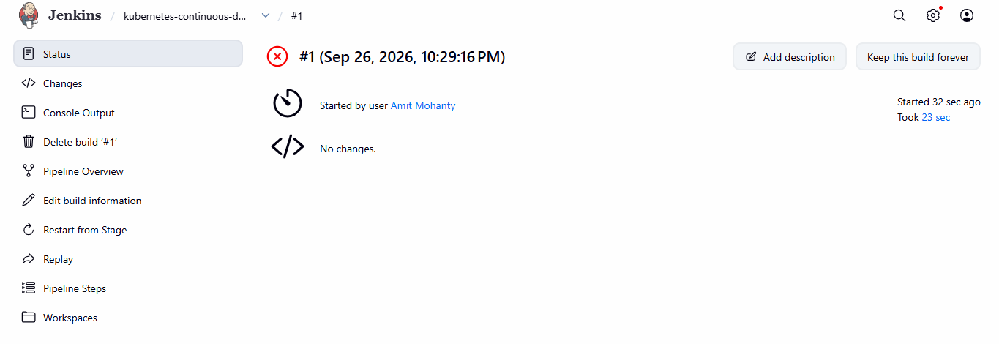 Jenkins / kubernetes-continuous-d... / #1
Status
Changes
Console Output
Delete build ‘#1’
Pipeline Overview
Edit build information
Restart from Stage
Replay
Pipeline Steps
Workspaces
#1 (Sep 26, 2026, 10:29:16 PM)
Add description
Keep this build forever
Started by user Amit Mohanty
Started 32 sec ago
Took 23 sec
No changes.